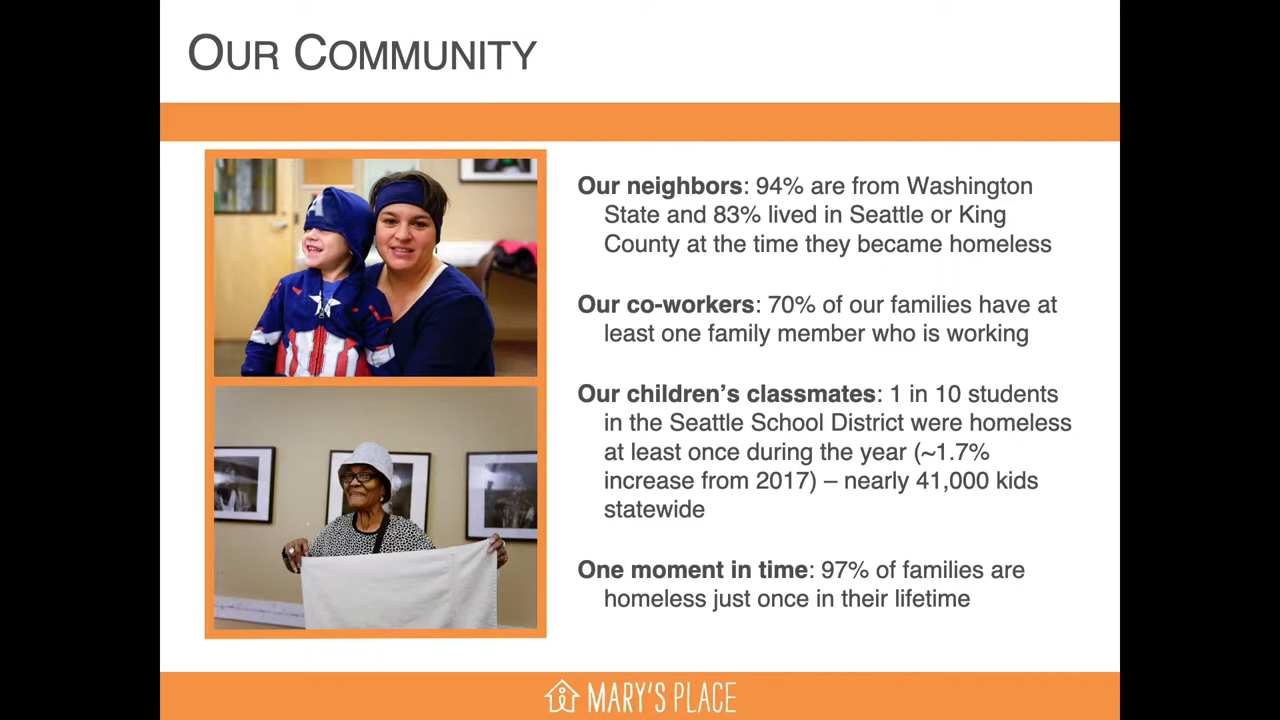 OUR COMMUNITY
Our neighbors: 94% are from Washington
State and 83% lived in Seattle or King
County at the time they became homeless
Our co-workers: 70% of our families have at
least one family member who is working
Our children’s classmates: 1 in 10 students
in the Seattle School District were homeless
at least once during the year (~1.7%
increase from 2017) – nearly 41,000 kids
statewide
One moment in time: 97% of families are
homeless just once in their lifetime
MARY'S PLACE